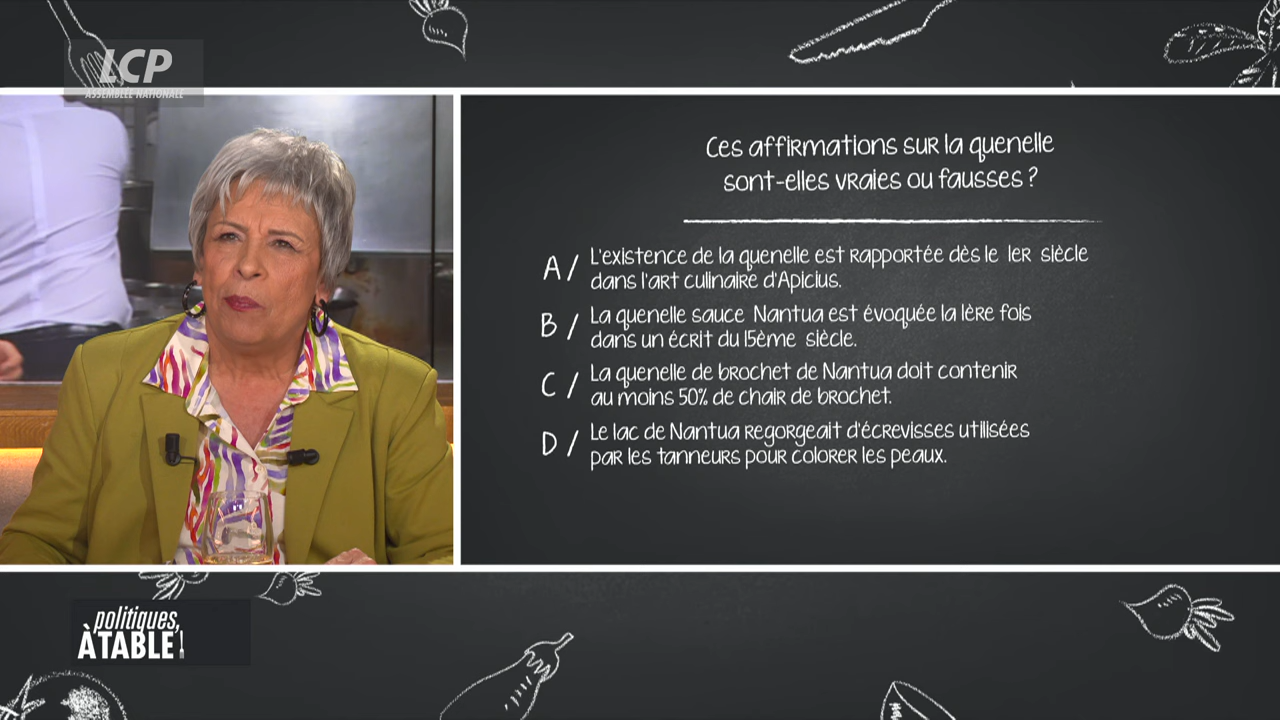 LCP
ASSEMBLÉE NATIONALE
Ces affirmations sur la quenelle
sont-elles vraies ou fausses ?
A / L'existence de la quenelle est rapportée dès le 1er siècle
dans l'art culinaire d'Apicius.
B / La quenelle sauce Nantua est évoquée la 1ère fois
dans un écrit du 15ème siècle.
C / La quenelle de brochet de Nantua doit contenir
au moins 50% de chair de brochet.
D / Le lac de Nantua regorgeait d'écrevisses utilisées
par les tanneurs pour colorer les peaux.
politiques,
À TABLE !